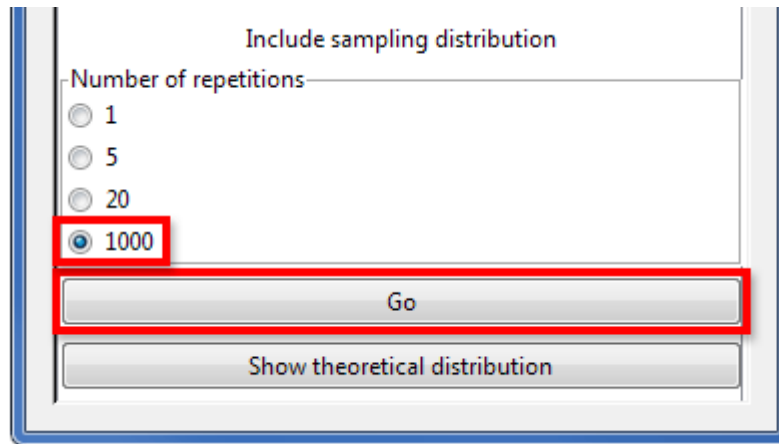 Include sampling distribution
Number of repetitions
1
5
20
1000
Go
Show theoretical distribution